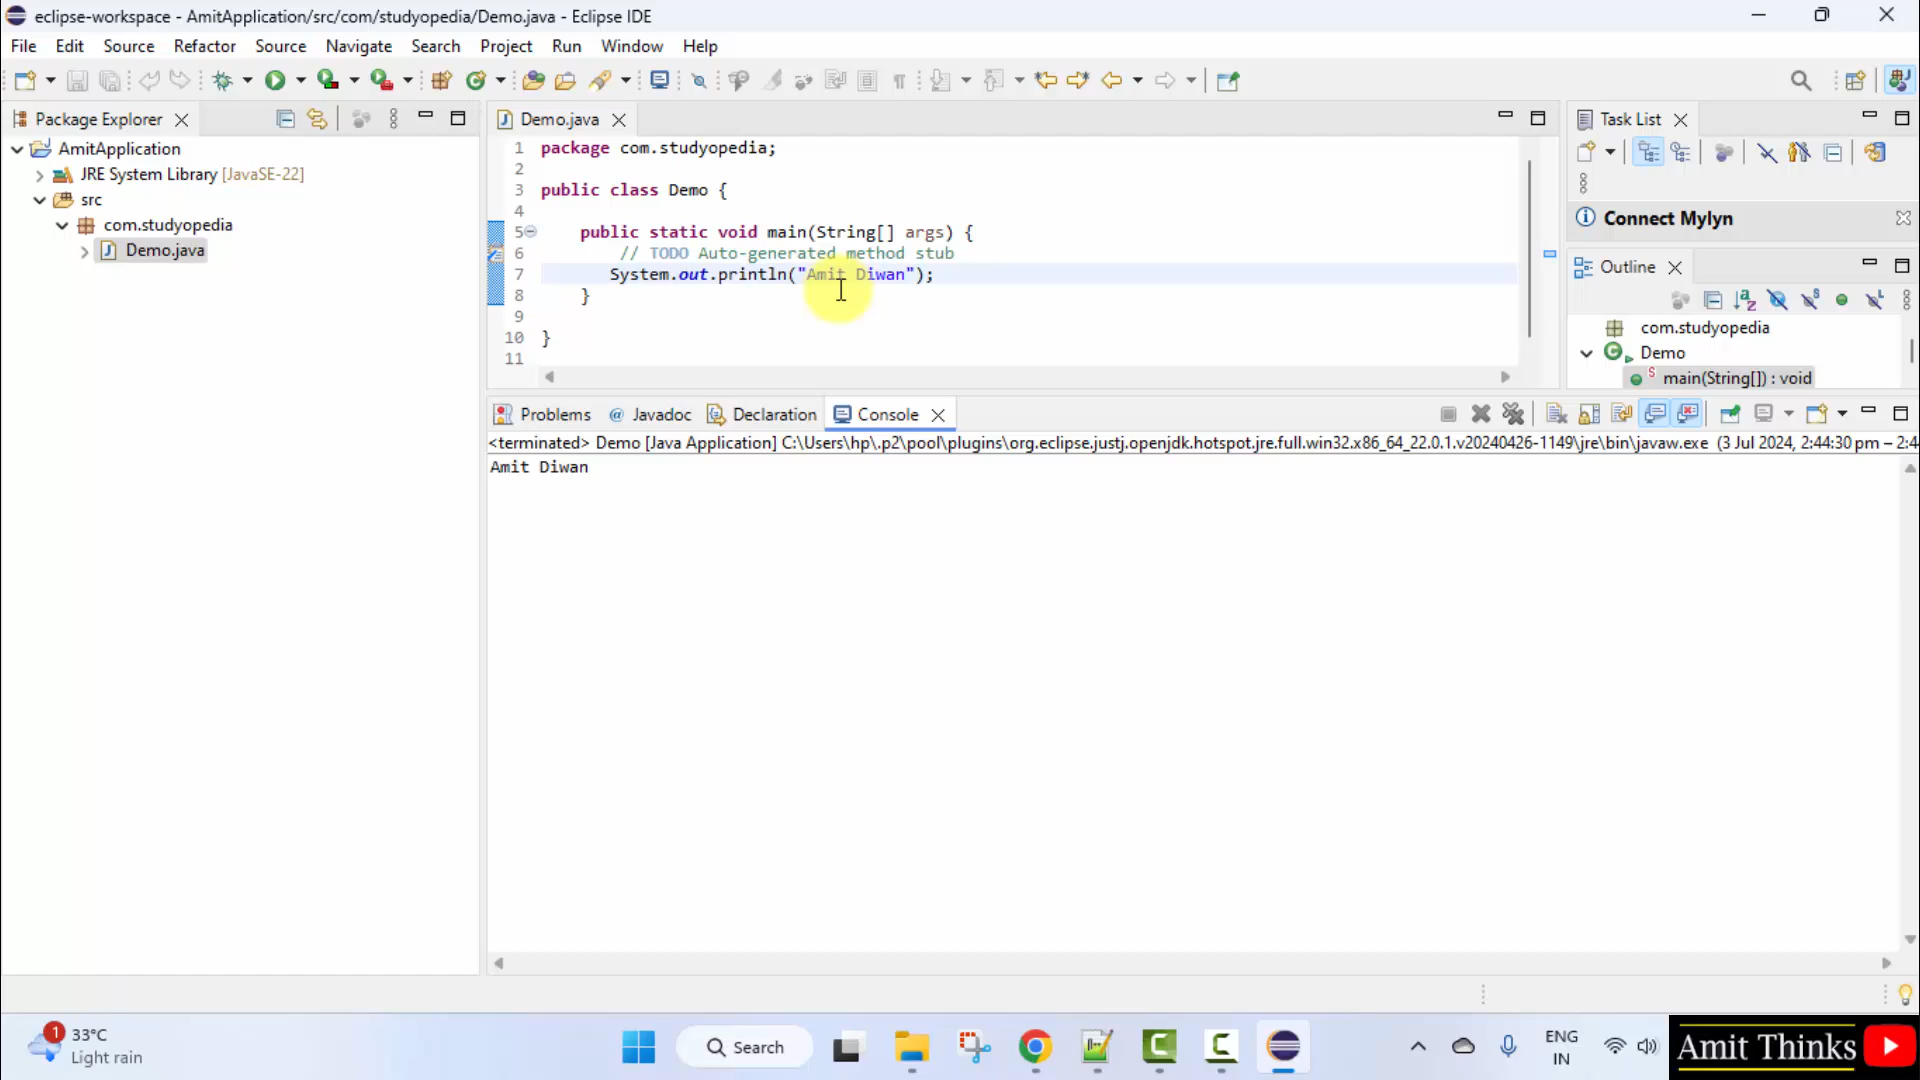 eclipse-workspace - AmitApplication/src/com/studyopedia/Demo.java - Eclipse IDE
File Edit Source Refactor Source Navigate Search Project Run Window Help
Package Explorer
AmitApplication
JRE System Library [JavaSE-22]
src
com.studyopedia
Demo.java
Demo.java
1 package com.studyopedia;
2
3 public class Demo {
4
5 public static void main(String[] args) {
6 // TODO Auto-generated method stub
7 System.out.println("Amit Diwan");
8 }
9
10 }
11
Task List
Connect Mylyn
Outline
com.studyopedia
Demo
main(String[]) : void
Problems Javadoc Declaration Console
<terminated> Demo [Java Application] C:\Users\hp\.p2\pool\plugins\org.eclipse.justj.openjdk.hotspot.jre.full.win32.x86_64_22.0.1.v20240426-1149\jre\bin\javaw.exe (3 Jul 2024, 2:44:30 pm – 2:4
Amit Diwan
1
33°C
Light rain
Search
ENG
IN
Amit Thinks